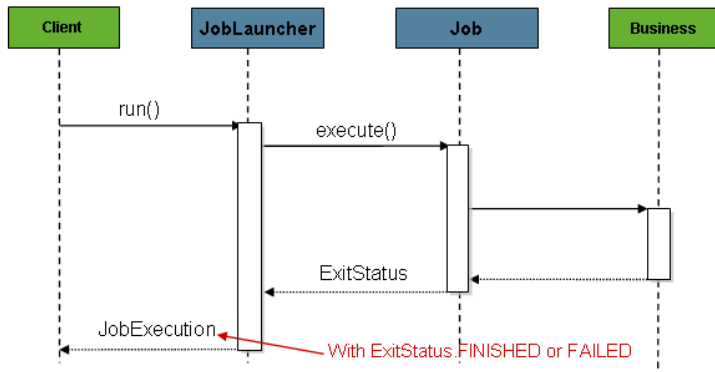 Client
JobLauncher
Job
Business
run()
execute()
ExitStatus
JobExecution
With ExitStatus.FINISHED or FAILED